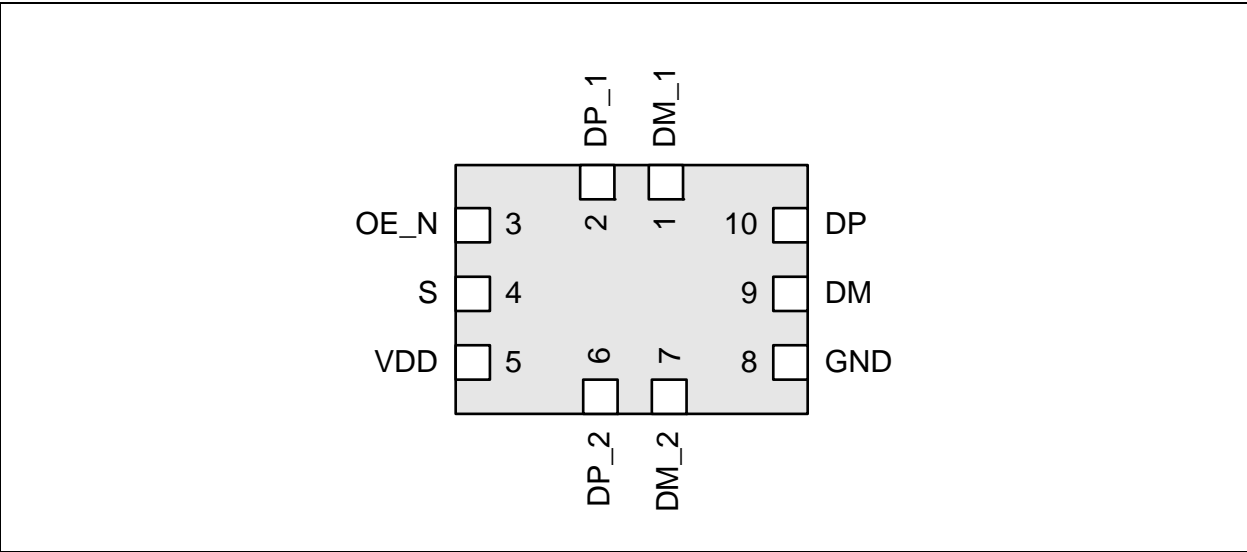 DP_1 DM_1
OE_N 3 2 1 10 DP
S 4 9 DM
VDD 5 6 7 8 GND
DP_2 DM_2